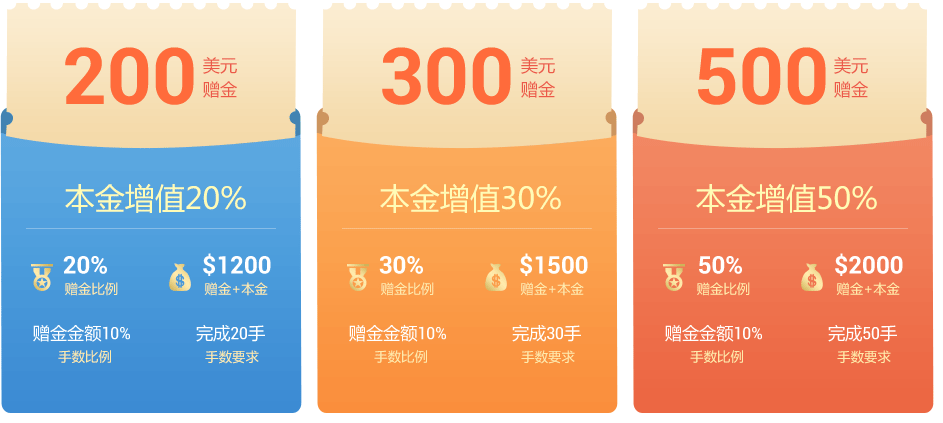 200 美元
赠金
本金增值20%
20% $1200
赠金比例 赠金+本金
赠金金额10% 完成20手
手数比例 手数要求
300 美元
赠金
本金增值30%
30% $1500
赠金比例 赠金+本金
赠金金额10% 完成30手
手数比例 手数要求
500 美元
赠金
本金增值50%
50% $2000
赠金比例 赠金+本金
赠金金额10% 完成50手
手数比例 手数要求